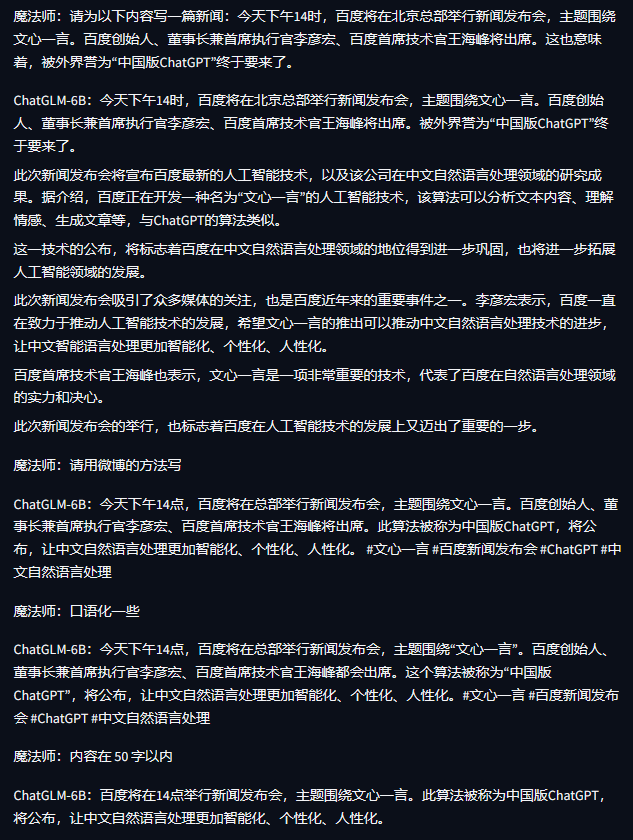 魔法师：请为以下内容写一篇新闻：今天下午14时，百度将在北京总部举行新闻发布会，主题围绕
文心一言。百度创始人、董事长兼首席执行官李彦宏、百度首席技术官王海峰将出席。这也意味
着，被外界誉为“中国版ChatGPT”终于要来了。
ChatGLM-6B：今天下午14时，百度将在北京总部举行新闻发布会，主题围绕文心一言。百度创始
人、董事长兼首席执行官李彦宏、百度首席技术官王海峰将出席。被外界誉为“中国版ChatGPT”终
于要来了。
此次新闻发布会将宣布百度最新的人工智能技术，以及该公司在中文自然语言处理领域的研究成
果。据介绍，百度正在开发一种名为“文心一言”的人工智能技术，该算法可以分析文本内容、理解
情感、生成文章等，与ChatGPT的算法类似。
这一技术的公布，将标志着百度在中文自然语言处理领域的地位得到进一步巩固，也将进一步拓展
人工智能领域的发展。
此次新闻发布会吸引了众多媒体的关注，也是百度近年来的重要事件之一。李彦宏表示，百度一直
在致力于推动人工智能技术的发展，希望文心一言的推出可以推动中文自然语言处理技术的进步，
让中文智能语言处理更加智能化、个性化、人性化。
百度首席技术官王海峰也表示，文心一言是一项非常重要的技术，代表了百度在自然语言处理领域
的实力和决心。
此次新闻发布会的举行，也标志着百度在人工智能技术的发展上又迈出了重要的一步。
魔法师：请用微博的方法写
ChatGLM-6B：今天下午14点，百度将在总部举行新闻发布会，主题围绕文心一言。百度创始人、董
事长兼首席执行官李彦宏、百度首席技术官王海峰将出席。此算法被称为中国版ChatGPT，将公
布，让中文自然语言处理更加智能化、个性化、人性化。 #文心一言 #百度新闻发布会 #ChatGPT #中
文自然语言处理
魔法师：口语化一些
ChatGLM-6B：今天下午14点，百度将在总部举行新闻发布会，主题围绕“文心一言”。百度创始人、
董事长兼首席执行官李彦宏、百度首席技术官王海峰都会出席。这个算法被称为“中国版
ChatGPT”，将公布，让中文自然语言处理更加智能化、个性化、人性化。#文心一言 #百度新闻发布
会 #ChatGPT #中文自然语言处理
魔法师：内容在 50 字以内
ChatGLM-6B：百度将在14点举行新闻发布会，主题围绕文心一言。此算法被称为中国版ChatGPT，
将公布，让中文自然语言处理更加智能化、个性化、人性化。